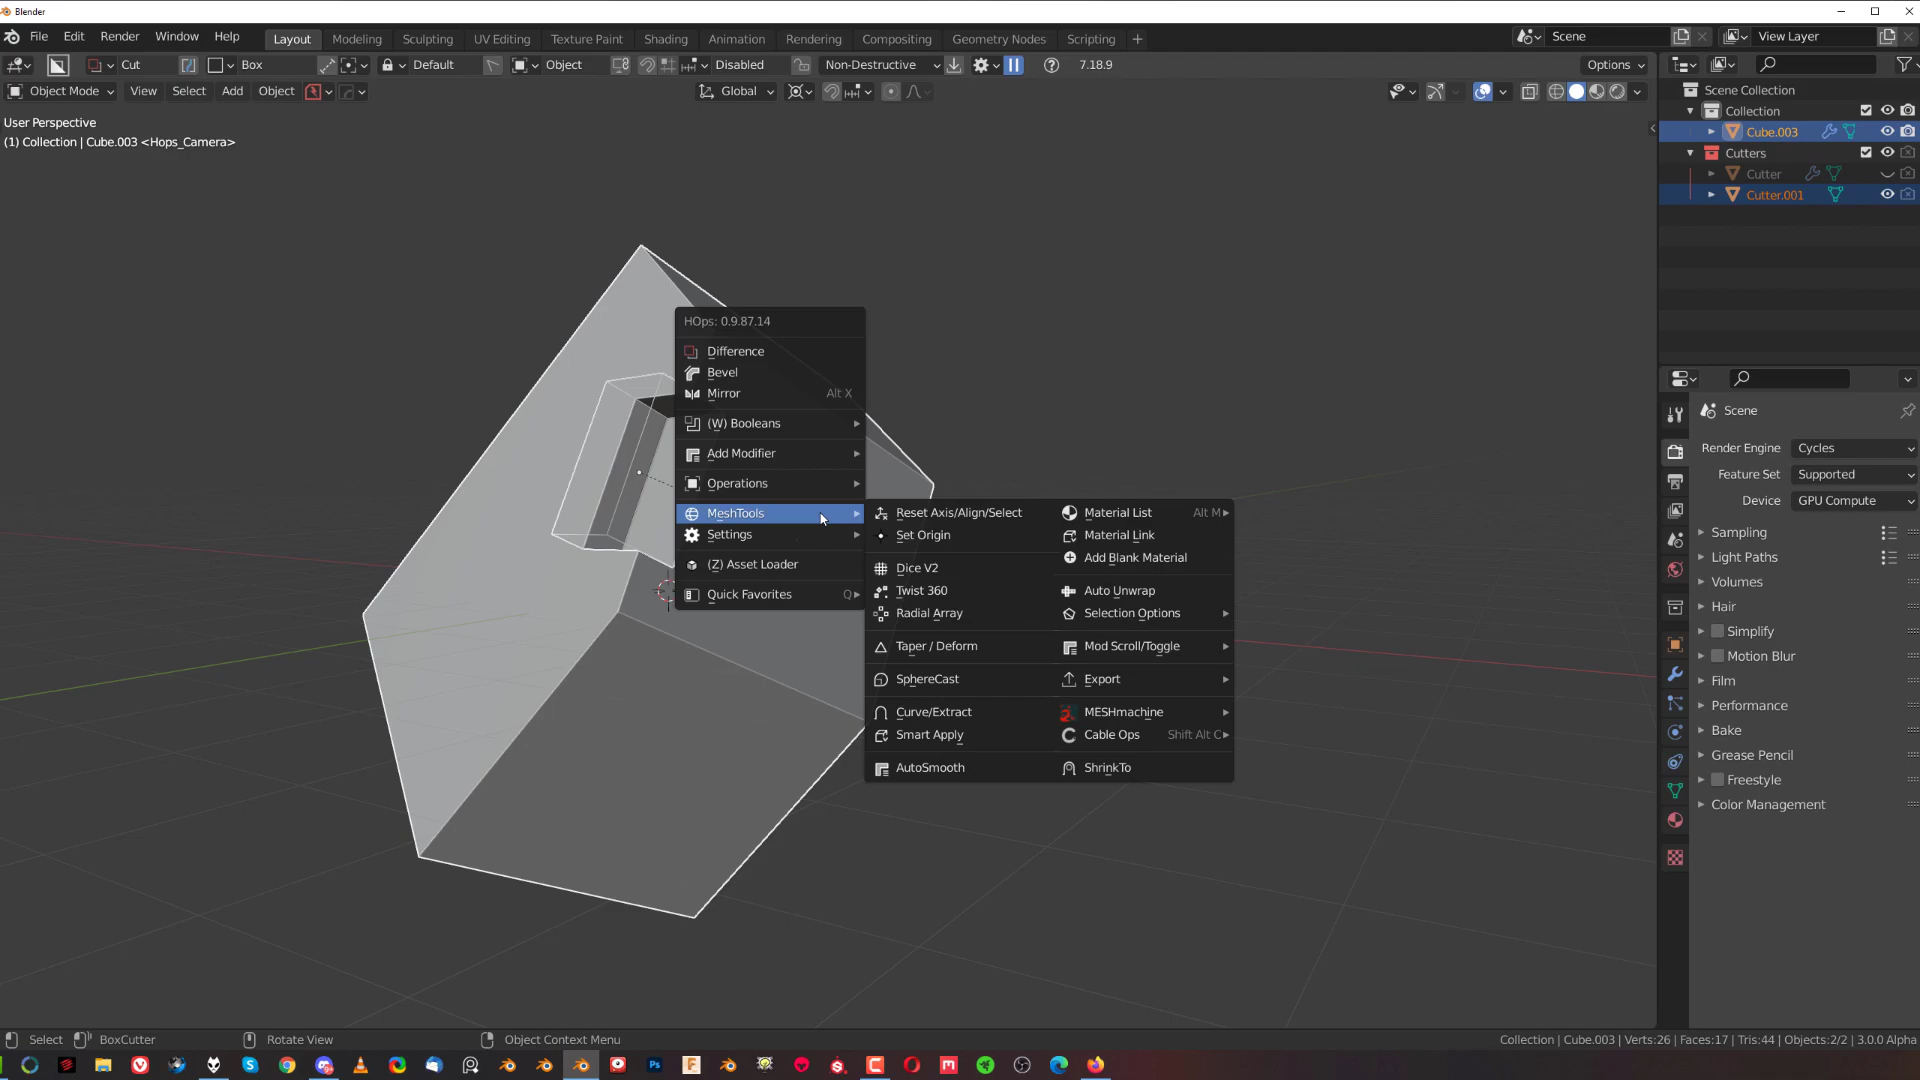 Blender
File Edit Render Window Help Layout Modeling Sculpting UV Editing Texture Paint Shading Animation Rendering Compositing Geometry Nodes Scripting + Scene View Layer
Cut Box Default Object Disabled Non-Destructive 7.18.9 Options
Object Mode View Select Add Object Global
User Perspective
(1) Collection | Cube.003 <Hops_Camera>
Scene Collection
Collection
Cube.003
Cutters
Cutter
Cutter.001
HOps: 0.9.87.14
Difference
Bevel
Mirror Alt X
(W) Booleans
Add Modifier
Operations
MeshTools
Settings
(Z) Asset Loader
Quick Favorites Q
Reset Axis/Align/Select
Set Origin
Dice V2
Twist 360
Radial Array
Taper / Deform
SphereCast
Curve/Extract
Smart Apply
AutoSmooth
Material List Alt M
Material Link
Add Blank Material
Auto Unwrap
Selection Options
Mod Scroll/Toggle
Export
MESHmachine
Cable Ops Shift Alt C
ShrinkTo
Scene
Render Engine Cycles
Feature Set Supported
Device GPU Compute
Sampling
Light Paths
Volumes
Hair
Simplify
Motion Blur
Film
Performance
Bake
Grease Pencil
Freestyle
Color Management
Select BoxCutter Rotate View Object Context Menu Collection | Cube.003 | Verts:26 | Faces:17 | Tris:44 | Objects:2/2 | 3.0.0 Alpha